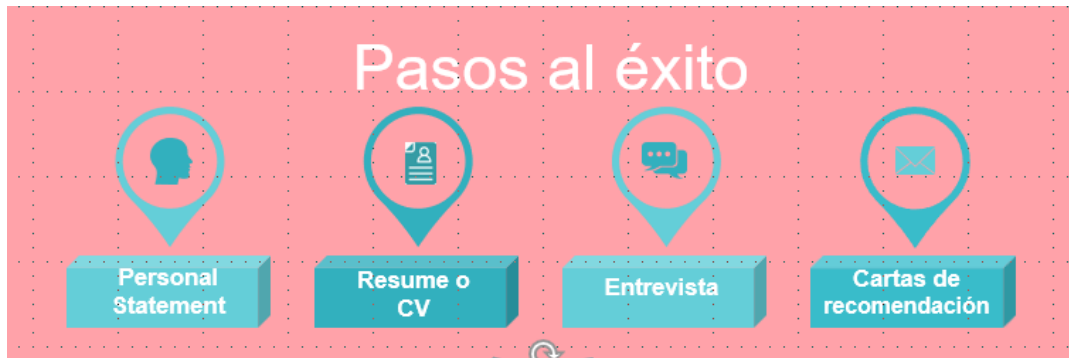 Pasos al éxito
Personal
Statement
Resume o
CV
Entrevista
Cartas de
recomendación